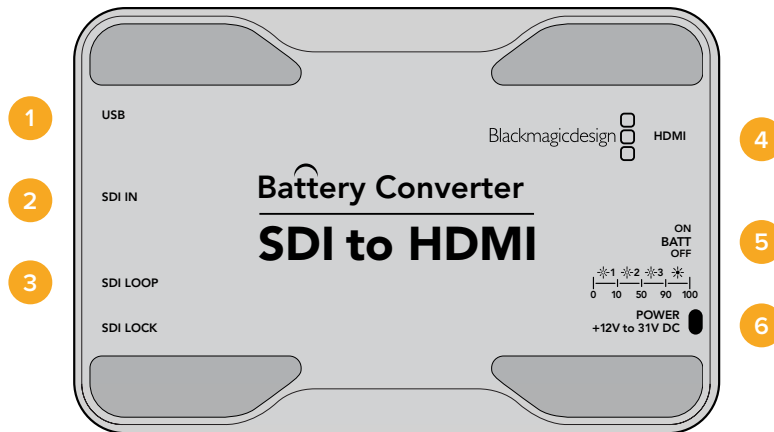 1
USB
Blackmagicdesign
HDMI
4
2
SDI IN
Battery Converter
SDI to HDMI
ON
BATT
OFF
5
3
SDI LOOP
1 2 3
0 10 50 90 100
SDI LOCK
POWER
+12V to 31V DC
6